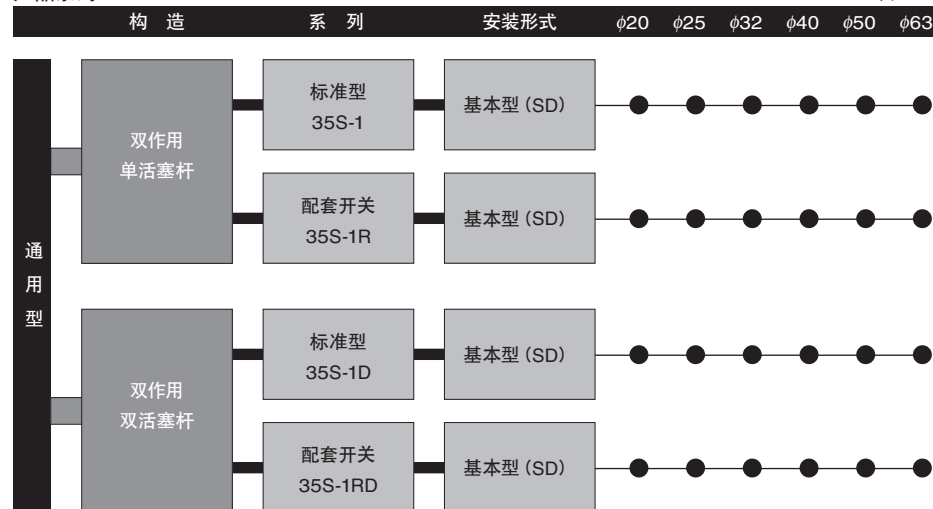 构 造 系 列 安装形式 φ20 φ25 φ32 φ40 φ50 φ63
通用型
双作用
单活塞杆
标准型
35S-1
基本型（SD）
配套开关
35S-1R
基本型（SD）
双作用
双活塞杆
标准型
35S-1D
基本型（SD）
配套开关
35S-1RD
基本型（SD）